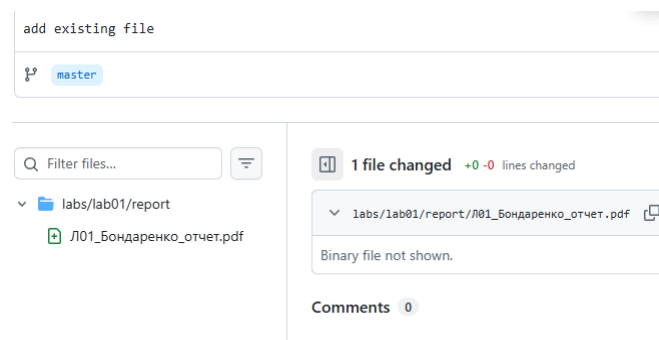 add existing file
master
Filter files...
labs/lab01/report
Л01_Бондаренко_отчет.pdf
1 file changed +0 -0 lines changed
labs/lab01/report/Л01_Бондаренко_отчет.pdf
Binary file not shown.
Comments 0